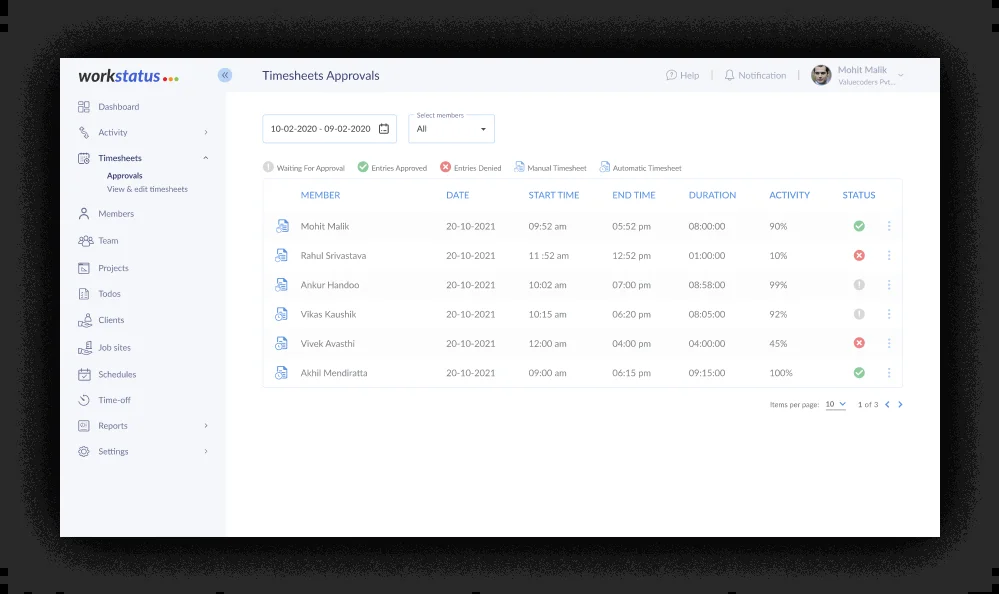 workstatus
Timesheets Approvals
Help
Notification
Mohit Malik
Valuecoders Pvt...
Dashboard
Activity
Timesheets
Approvals
View & edit timesheets
Members
Team
Projects
Todos
Clients
Job sites
Schedules
Time-off
Reports
Settings
Select members
10-02-2020 - 09-02-2020 All
Waiting For Approval Entries Approved Entries Denied Manual Timesheet Automatic Timesheet
MEMBER DATE START TIME END TIME DURATION ACTIVITY STATUS
Mohit Malik 20-10-2021 09:52 am 05:52 pm 08:00:00 90%
Rahul Srivastava 20-10-2021 11 :52 am 12:52 pm 01:00:00 10%
Ankur Handoo 20-10-2021 10:02 am 07:00 pm 08:58:00 99%
Vikas Kaushik 20-10-2021 10:15 am 06:20 pm 08:05:00 92%
Vivek Avasthi 20-10-2021 12:00 am 04:00 pm 04:00:00 45%
Akhil Mendiratta 20-10-2021 09:00 am 06:15 pm 09:15:00 100%
Items per page: 10 1 of 3